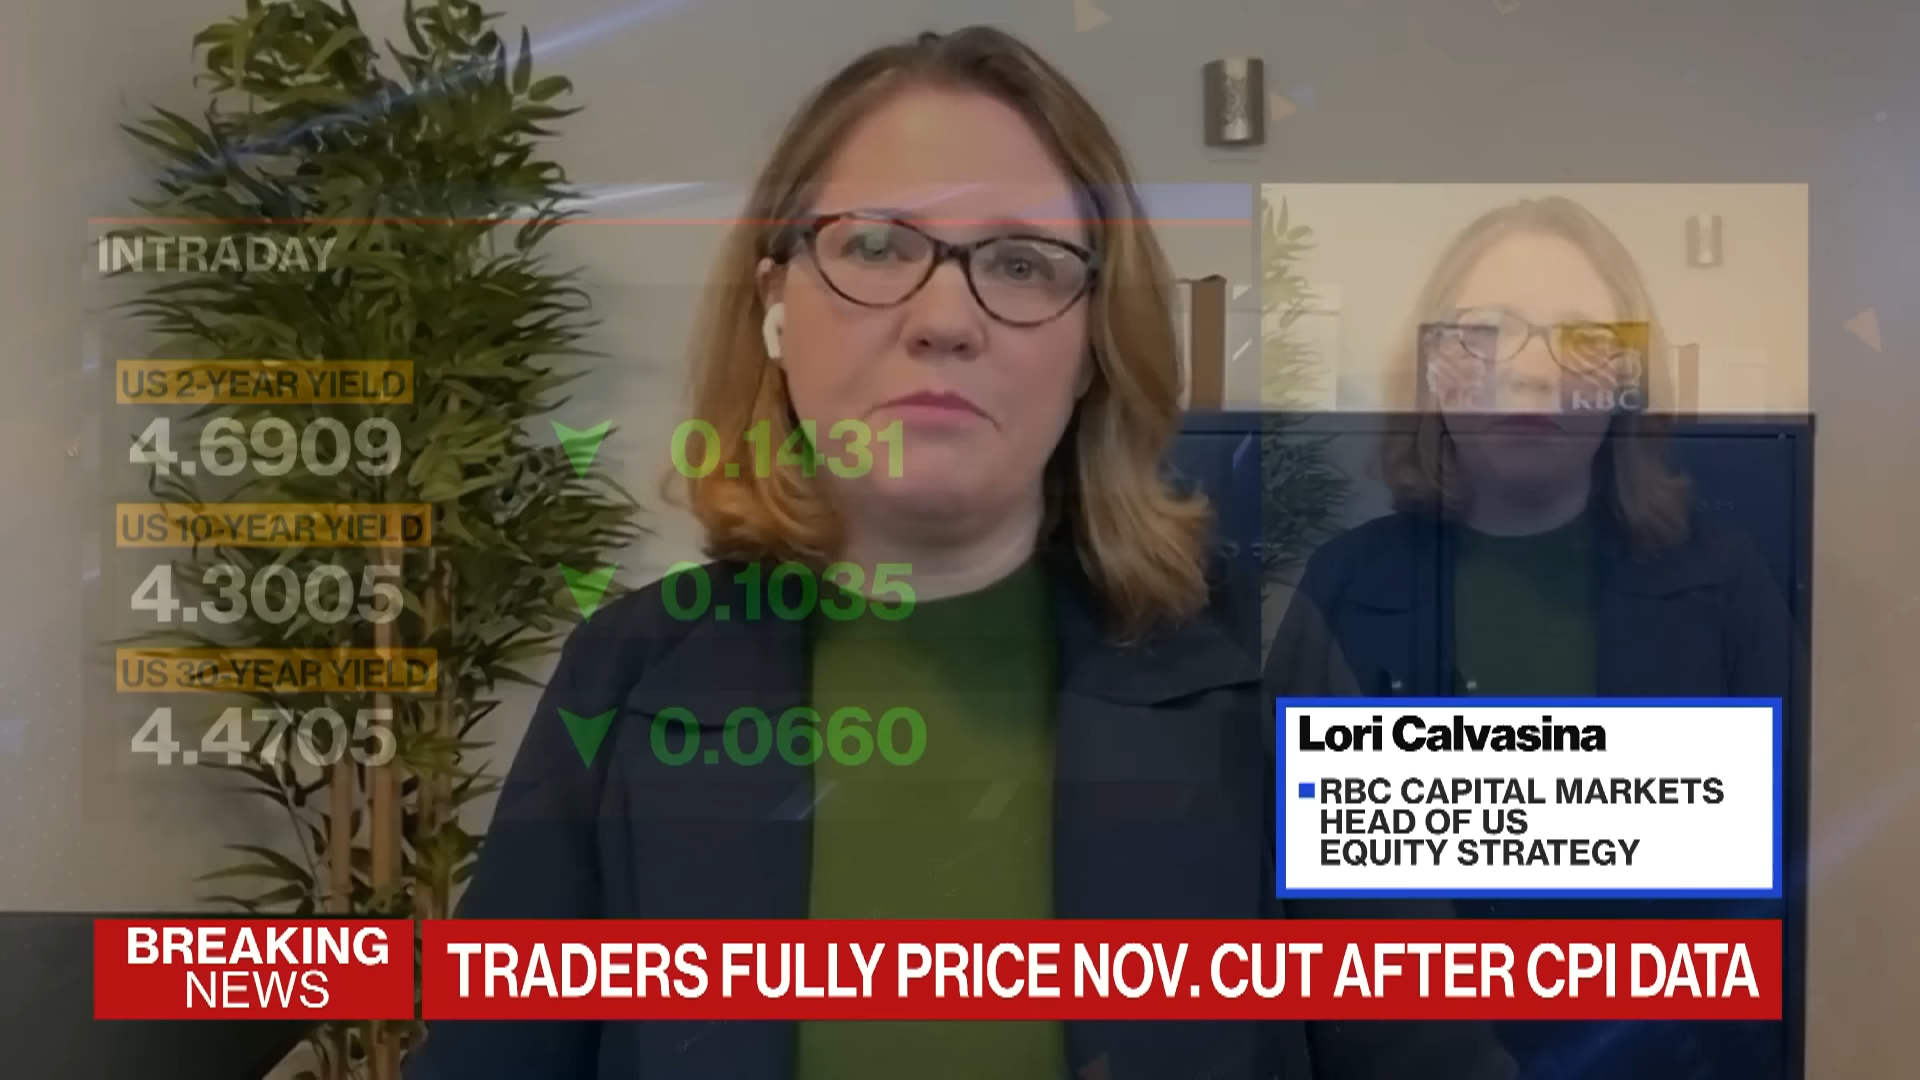 INTRADAY
US 2-YEAR YIELD
4.6909 0.1431
US 10-YEAR YIELD
4.3005 0.1035
US 30-YEAR YIELD
4.4705 0.0660
RBC
Lori Calvasina
RBC CAPITAL MARKETS
HEAD OF US
EQUITY STRATEGY
BREAKING
NEWS
TRADERS FULLY PRICE NOV. CUT AFTER CPI DATA